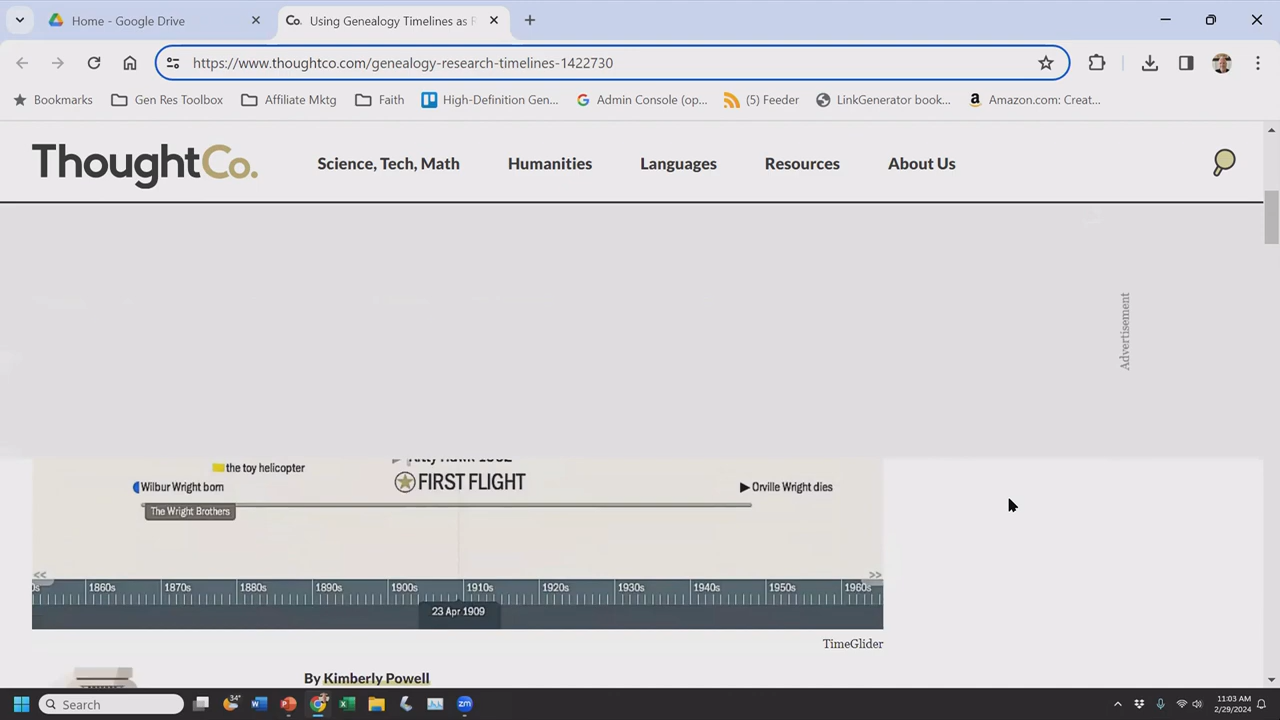 Home - Google Drive
Using Genealogy Timelines as
https://www.thoughtco.com/genealogy-research-timelines-1422730
Bookmarks Gen Res Toolbox Affiliate Mktg Faith High-Definition Gen... Admin Console (op... (5) Feeder LinkGenerator book... Amazon.com: Creat...
ThoughtCo. Science, Tech, Math Humanities Languages Resources About Us
Advertisement
the toy helicopter
FIRST FLIGHT
Wilbur Wright born
Orville Wright dies
The Wright Brothers
<< >>
1860s 1870s 1880s 1890s 1900s 1910s 1920s 1930s 1940s 1950s 1960s
23 Apr 1909
TimeGlider
By Kimberly Powell
Search
34°
11:03 AM
2/29/2024